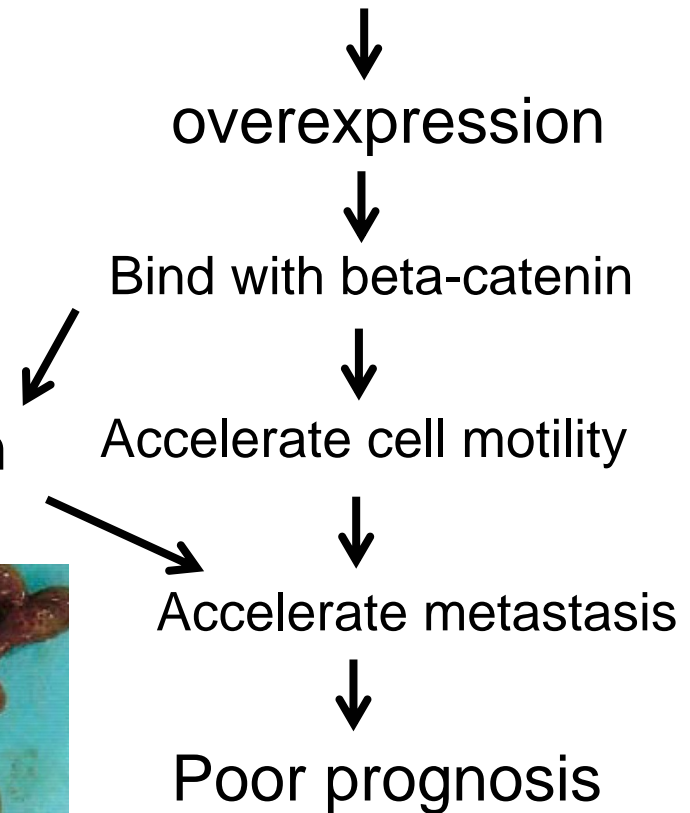 overexpression
Bind with beta-catenin
Accelerate cell motility
Accelerate metastasis
Poor prognosis